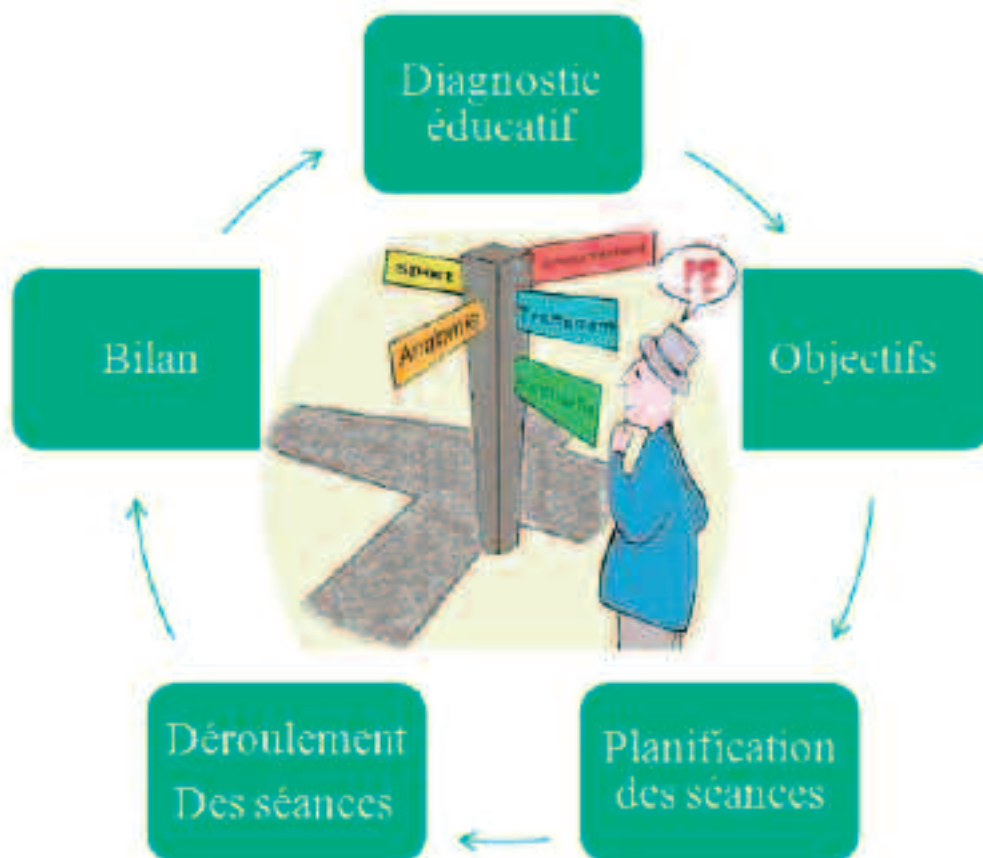 Diagnostic
éducatif
Sport
Anatomie
Traitement
Bilan
Objectifs
Déroulement
Des séances
Planification
des séances